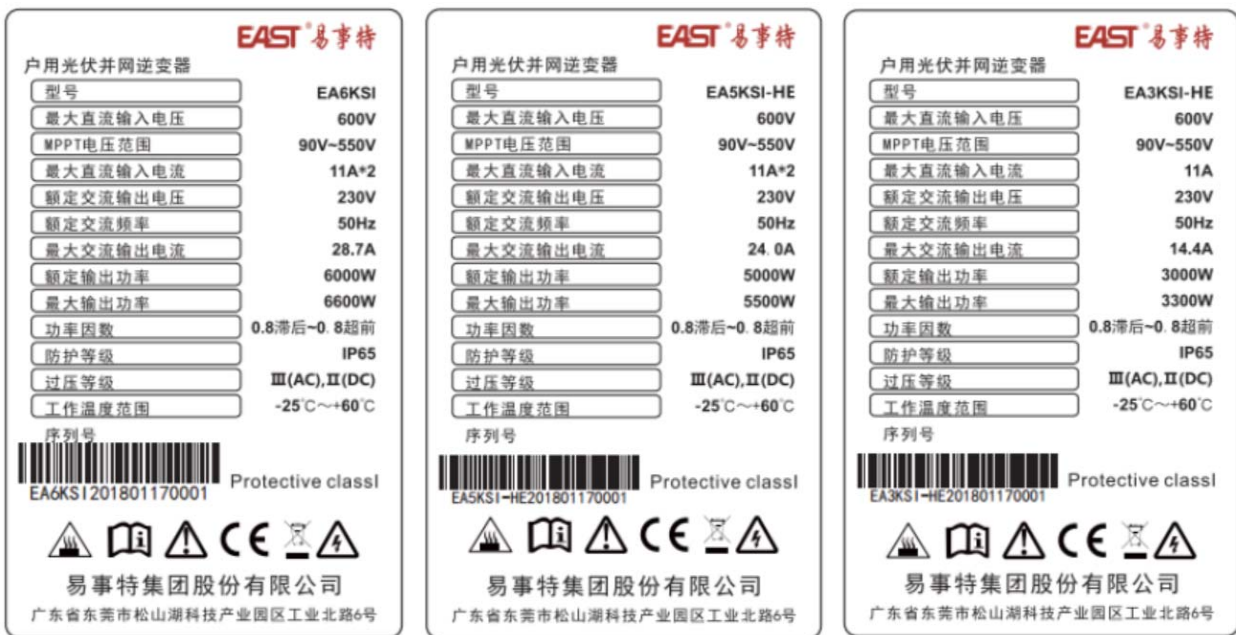 EAST®易事特
户用光伏并网逆变器
型号 EA6KSI
最大直流输入电压 600V
MPPT电压范围 90V~550V
最大直流输入电流 11A*2
额定交流输出电压 230V
额定交流频率 50Hz
最大交流输出电流 28.7A
额定输出功率 6000W
最大输出功率 6600W
功率因数 0.8滞后~0.8超前
防护等级 IP65
过压等级 Ⅲ(AC),Ⅱ(DC)
工作温度范围 -25℃~+60℃
序列号
EA6KSI201801170001 Protective classI
CE
易事特集团股份有限公司
广东省东莞市松山湖科技产业园区工业北路6号
EAST®易事特
户用光伏并网逆变器
型号 EA5KSI-HE
最大直流输入电压 600V
MPPT电压范围 90V~550V
最大直流输入电流 11A*2
额定交流输出电压 230V
额定交流频率 50Hz
最大交流输出电流 24.0A
额定输出功率 5000W
最大输出功率 5500W
功率因数 0.8滞后~0.8超前
防护等级 IP65
过压等级 Ⅲ(AC),Ⅱ(DC)
工作温度范围 -25℃~+60℃
序列号
EA5KSI-HE201801170001 Protective classI
CE
易事特集团股份有限公司
广东省东莞市松山湖科技产业园区工业北路6号
EAST®易事特
户用光伏并网逆变器
型号 EA3KSI-HE
最大直流输入电压 600V
MPPT电压范围 90V~550V
最大直流输入电流 11A
额定交流输出电压 230V
额定交流频率 50Hz
最大交流输出电流 14.4A
额定输出功率 3000W
最大输出功率 3300W
功率因数 0.8滞后~0.8超前
防护等级 IP65
过压等级 Ⅲ(AC),Ⅱ(DC)
工作温度范围 -25℃~+60℃
序列号
EA3KSI-HE201801170001 Protective classI
CE
易事特集团股份有限公司
广东省东莞市松山湖科技产业园区工业北路6号